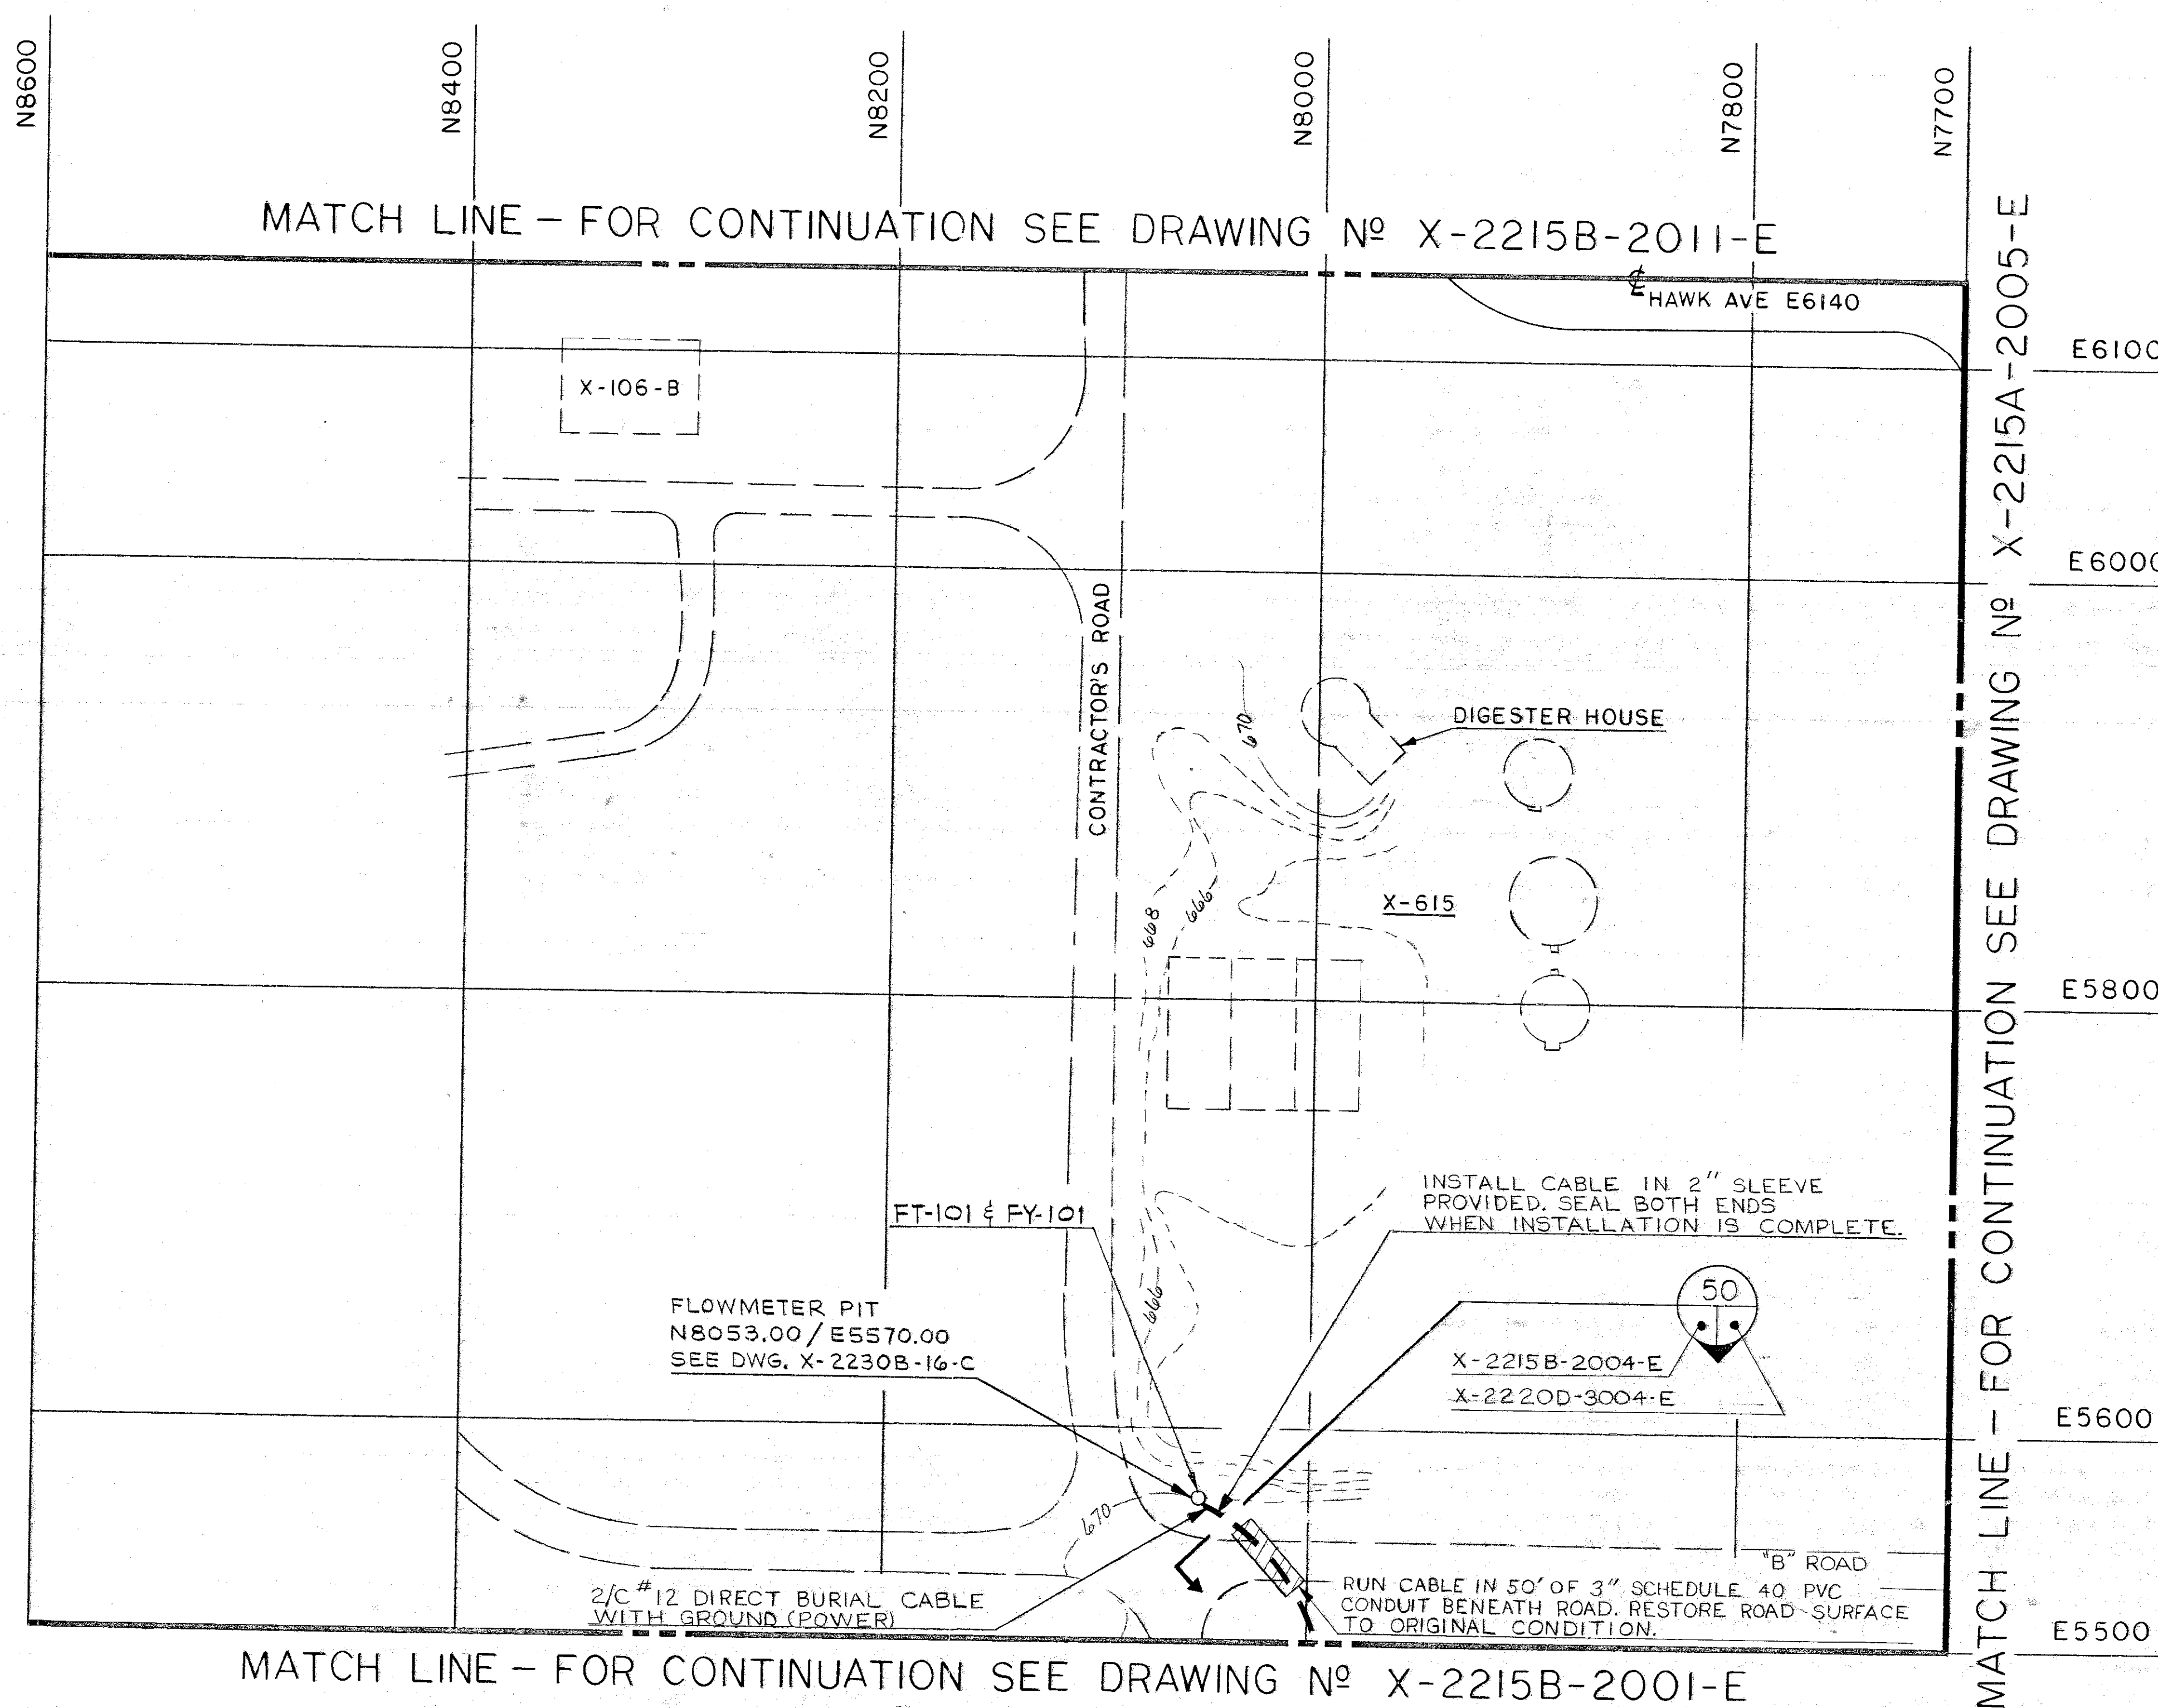 N8600
N8400
N8200
N8000
N7800
N7700
MATCH LINE – FOR CONTINUATION SEE DRAWING Nº X-2215B-2011-E
℄ HAWK AVE E6140
MATCH LINE – FOR CONTINUATION SEE DRAWING Nº X-2215A-2005-E
E6100
X-106-B
E6000
CONTRACTOR'S ROAD
670
DIGESTER HOUSE
668
666
X-615
E5800
INSTALL CABLE IN 2" SLEEVE
PROVIDED. SEAL BOTH ENDS
WHEN INSTALLATION IS COMPLETE.
FT-101 & FY-101
666
50
FLOWMETER PIT
N8053.00 / E5570.00
SEE DWG. X-2230B-16-C
X-2215B-2004-E
X-2220D-3004-E
E5600
670
"B" ROAD
2/C #12 DIRECT BURIAL CABLE
WITH GROUND (POWER)
RUN CABLE IN 50' OF 3" SCHEDULE 40 PVC
CONDUIT BENEATH ROAD. RESTORE ROAD SURFACE
TO ORIGINAL CONDITION.
E5500
MATCH LINE – FOR CONTINUATION SEE DRAWING Nº X-2215B-2001-E